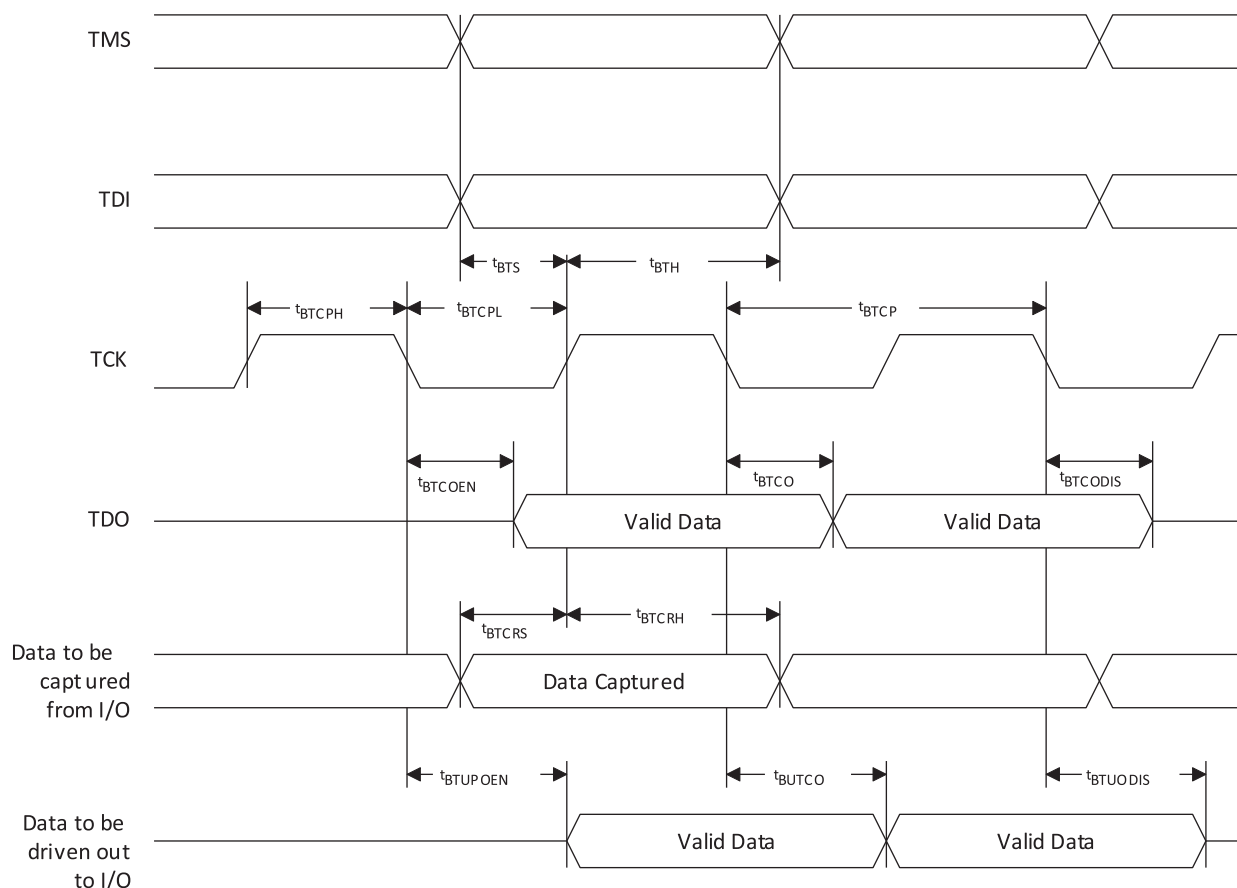 TMS
TDI
tBTS
tBTH
tBTCPH
tBTCPL
tBTCP
TCK
tBTCOEN
tBTCO
tBTCODIS
TDO
Valid Data
Valid Data
tBTCRS
tBTCRH
Data to be
captured
from I/O
Data Captured
tBTUPOEN
tBUTCO
tBTUODIS
Data to be
driven out
to I/O
Valid Data
Valid Data